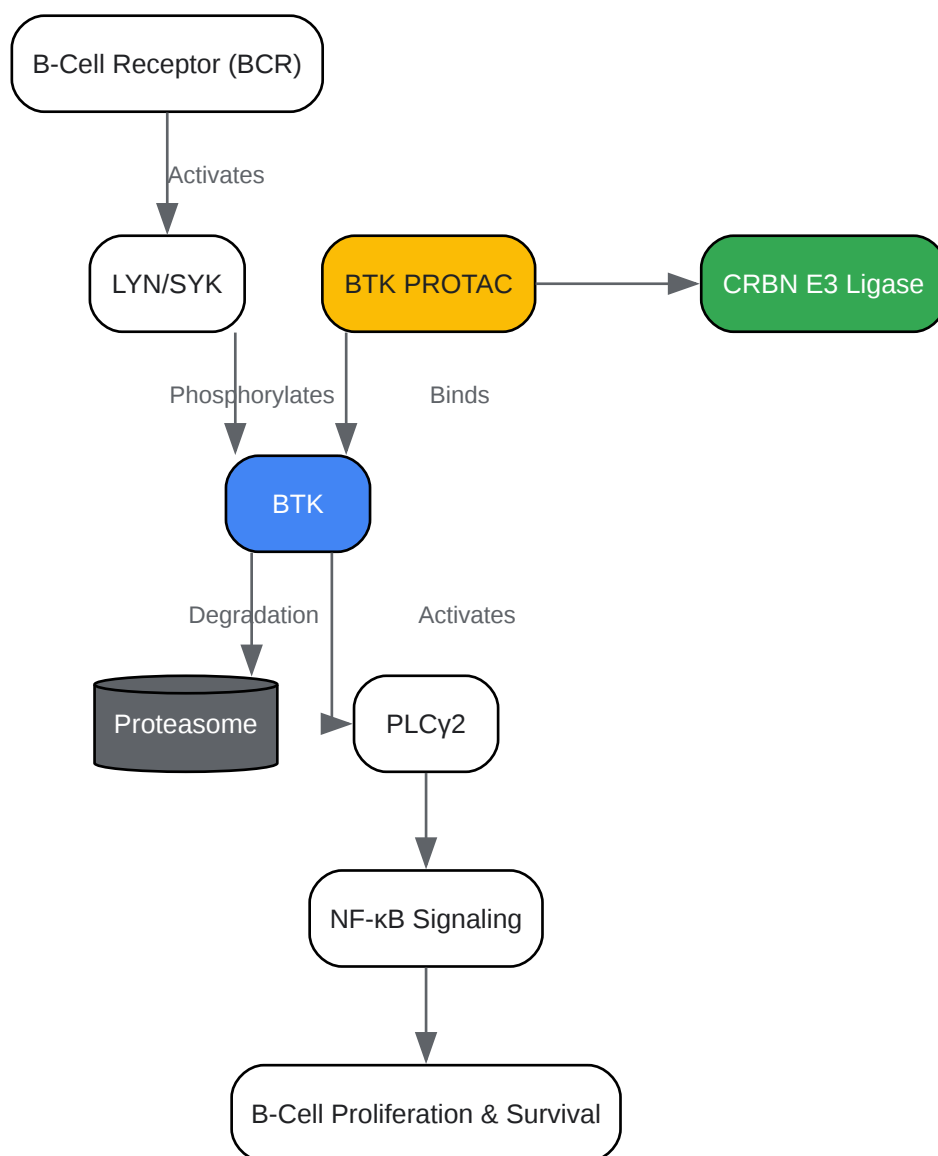 B-Cell Receptor (BCR)
Activates
LYN/SYK
BTK PROTAC
CRBN E3 Ligase
Phosphorylates
Binds
BTK
Degradation
Activates
Proteasome
PLCγ2
NF-κB Signaling
B-Cell Proliferation & Survival